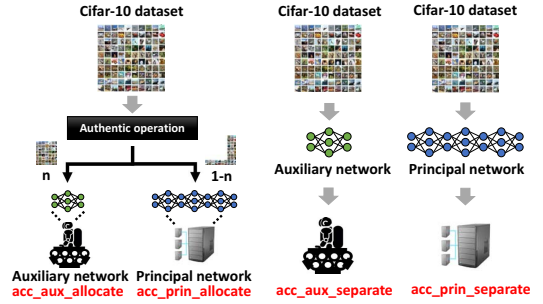 Cifar-10 dataset
Authentic operation
n
1-n
Auxiliary network
acc_aux_allocate
Principal network
acc_prin_allocate
Cifar-10 dataset
Auxiliary network
acc_aux_separate
Cifar-10 dataset
Principal network
acc_prin_separate